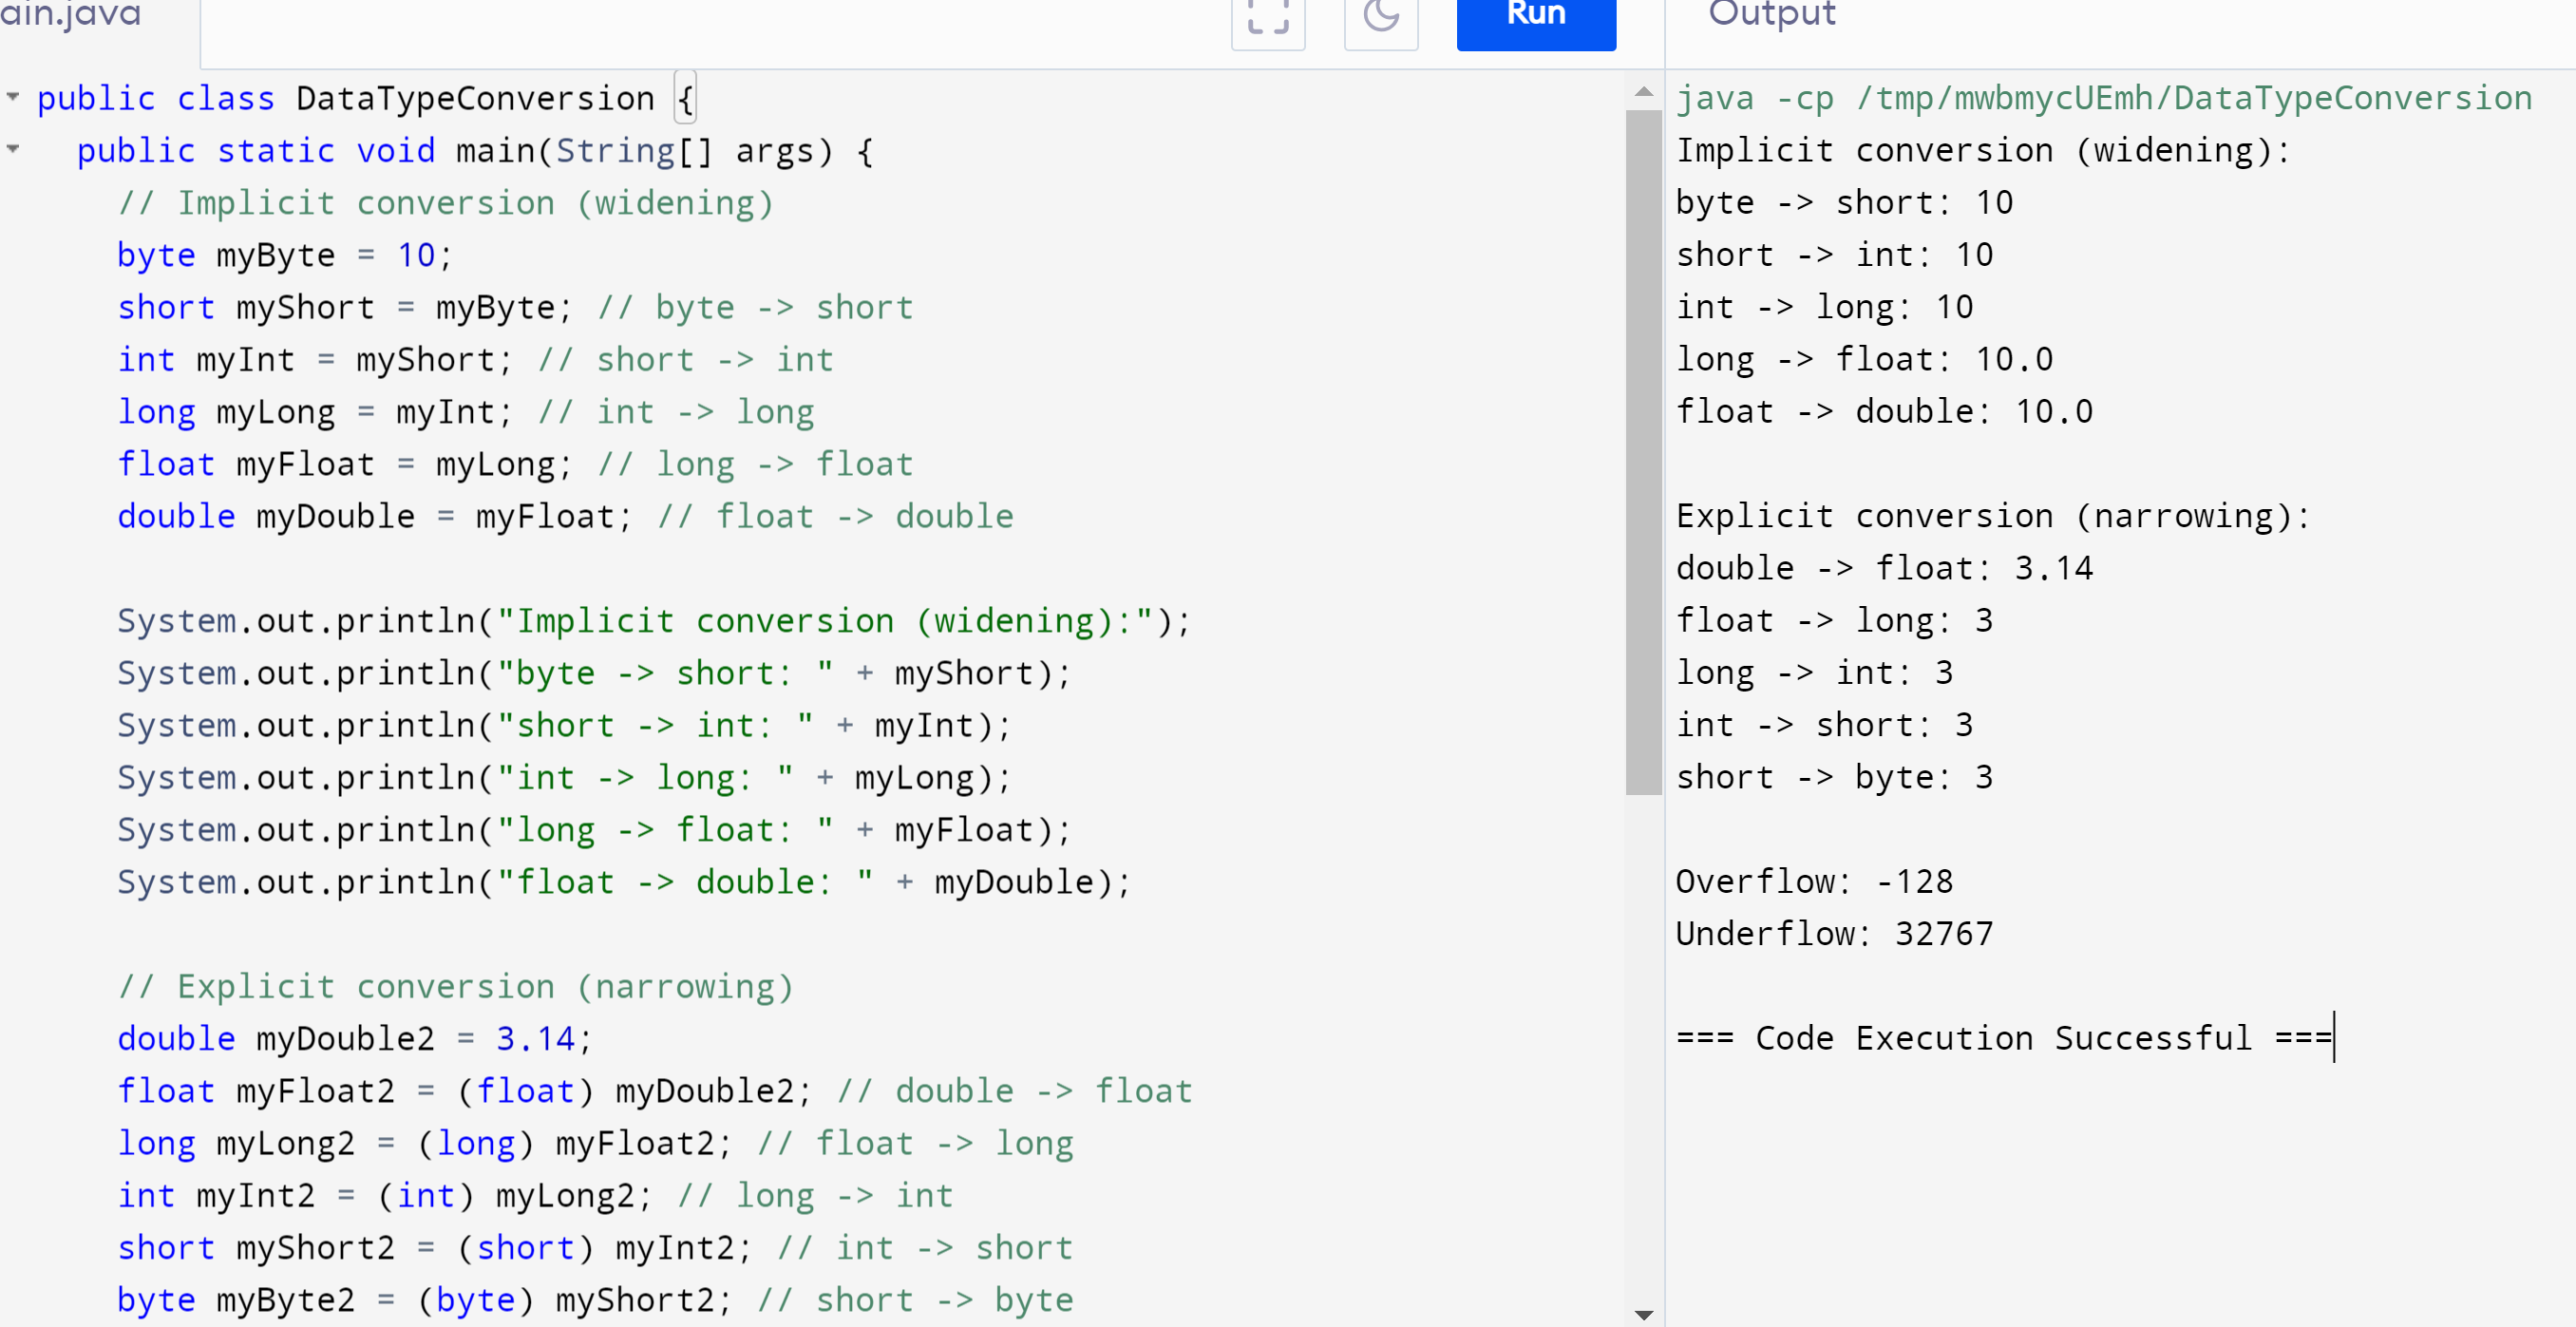 ain.java
Run
Output
public class DataTypeConversion {
public static void main(String[] args) {
// Implicit conversion (widening)
byte myByte = 10;
short myShort = myByte; // byte -> short
int myInt = myShort; // short -> int
long myLong = myInt; // int -> long
float myFloat = myLong; // long -> float
double myDouble = myFloat; // float -> double
System.out.println("Implicit conversion (widening):");
System.out.println("byte -> short: " + myShort);
System.out.println("short -> int: " + myInt);
System.out.println("int -> long: " + myLong);
System.out.println("long -> float: " + myFloat);
System.out.println("float -> double: " + myDouble);
// Explicit conversion (narrowing)
double myDouble2 = 3.14;
float myFloat2 = (float) myDouble2; // double -> float
long myLong2 = (long) myFloat2; // float -> long
int myInt2 = (int) myLong2; // long -> int
short myShort2 = (short) myInt2; // int -> short
byte myByte2 = (byte) myShort2; // short -> byte
java -cp /tmp/mwbmycUEmh/DataTypeConversion
Implicit conversion (widening):
byte -> short: 10
short -> int: 10
int -> long: 10
long -> float: 10.0
float -> double: 10.0
Explicit conversion (narrowing):
double -> float: 3.14
float -> long: 3
long -> int: 3
int -> short: 3
short -> byte: 3
Overflow: -128
Underflow: 32767
=== Code Execution Successful ===